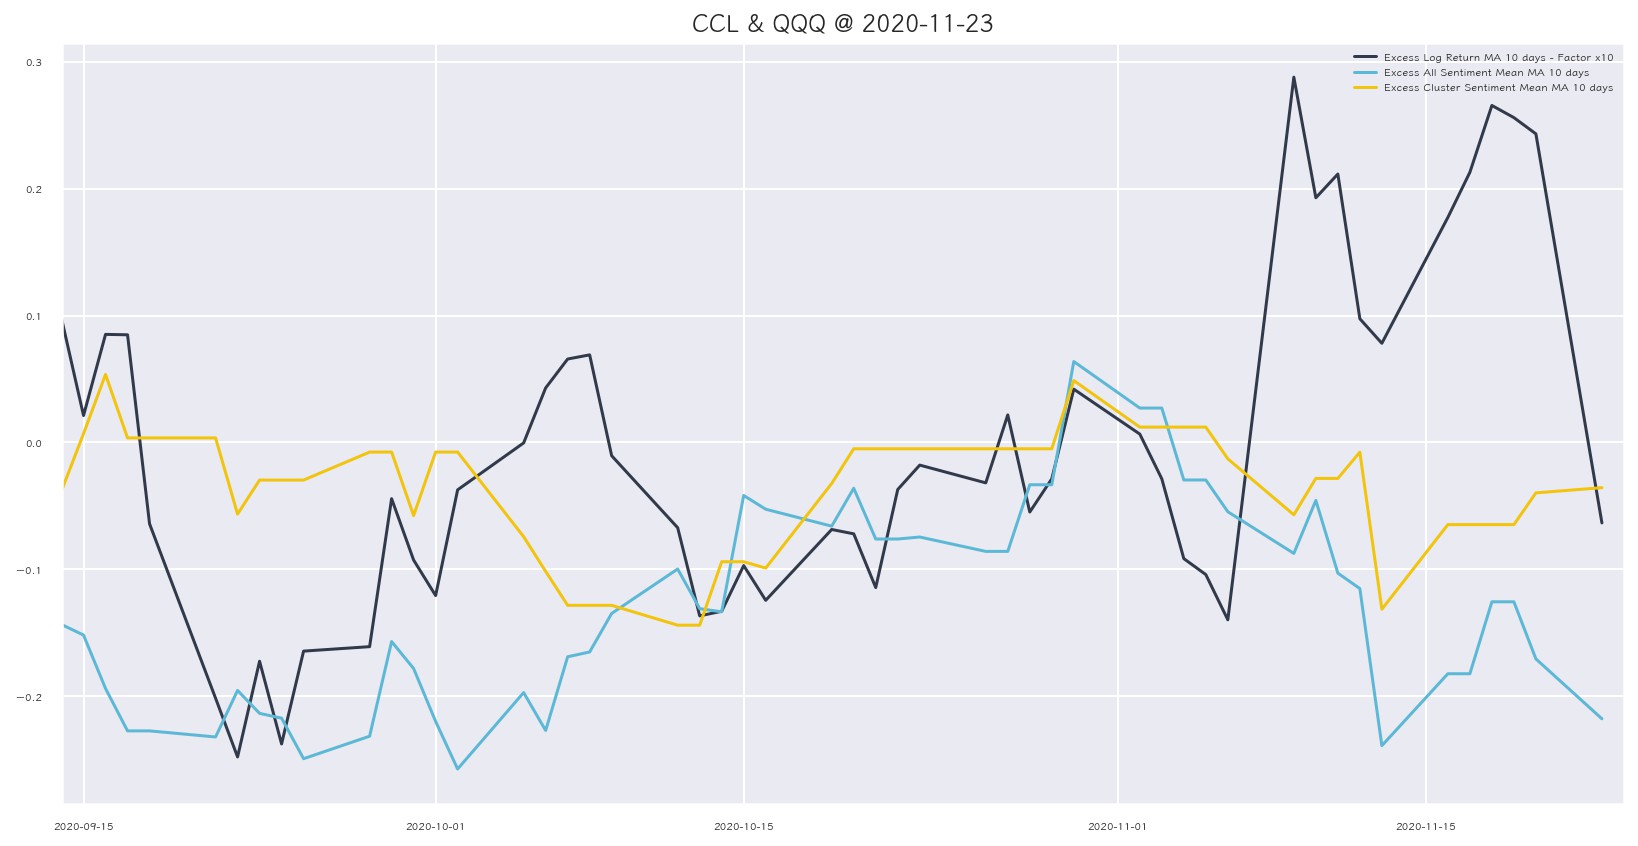 CCL & QQQ @ 2020-11-23
Excess Log Return MA 10 days - Factor x10
Excess All Sentiment Mean MA 10 days
Excess Cluster Sentiment Mean MA 10 days
0.3
0.2
0.1
0.0
−0.1
−0.2
2020-09-15 2020-10-01 2020-10-15 2020-11-01 2020-11-15